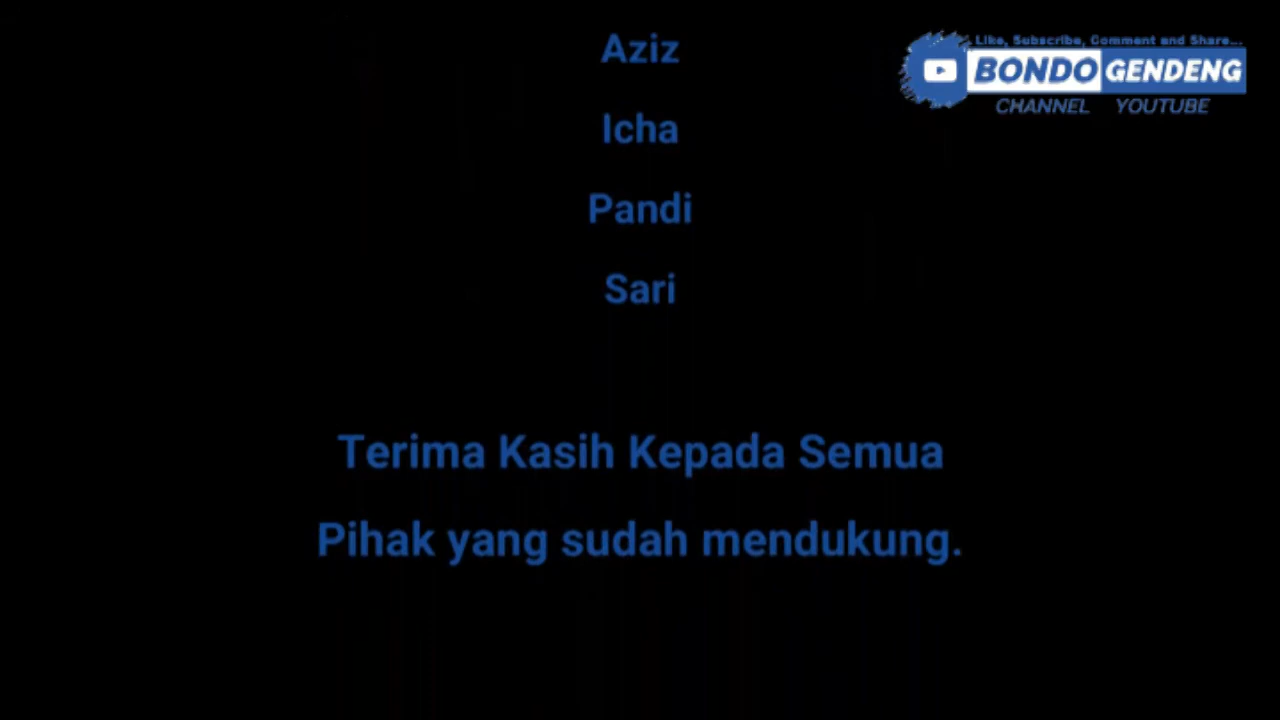 Aziz
Like, Subscribe, Comment and Share...
BONDO GENDENG
CHANNEL YOUTUBE
Icha
Pandi
Sari
Terima Kasih Kepada Semua
Pihak yang sudah mendukung.